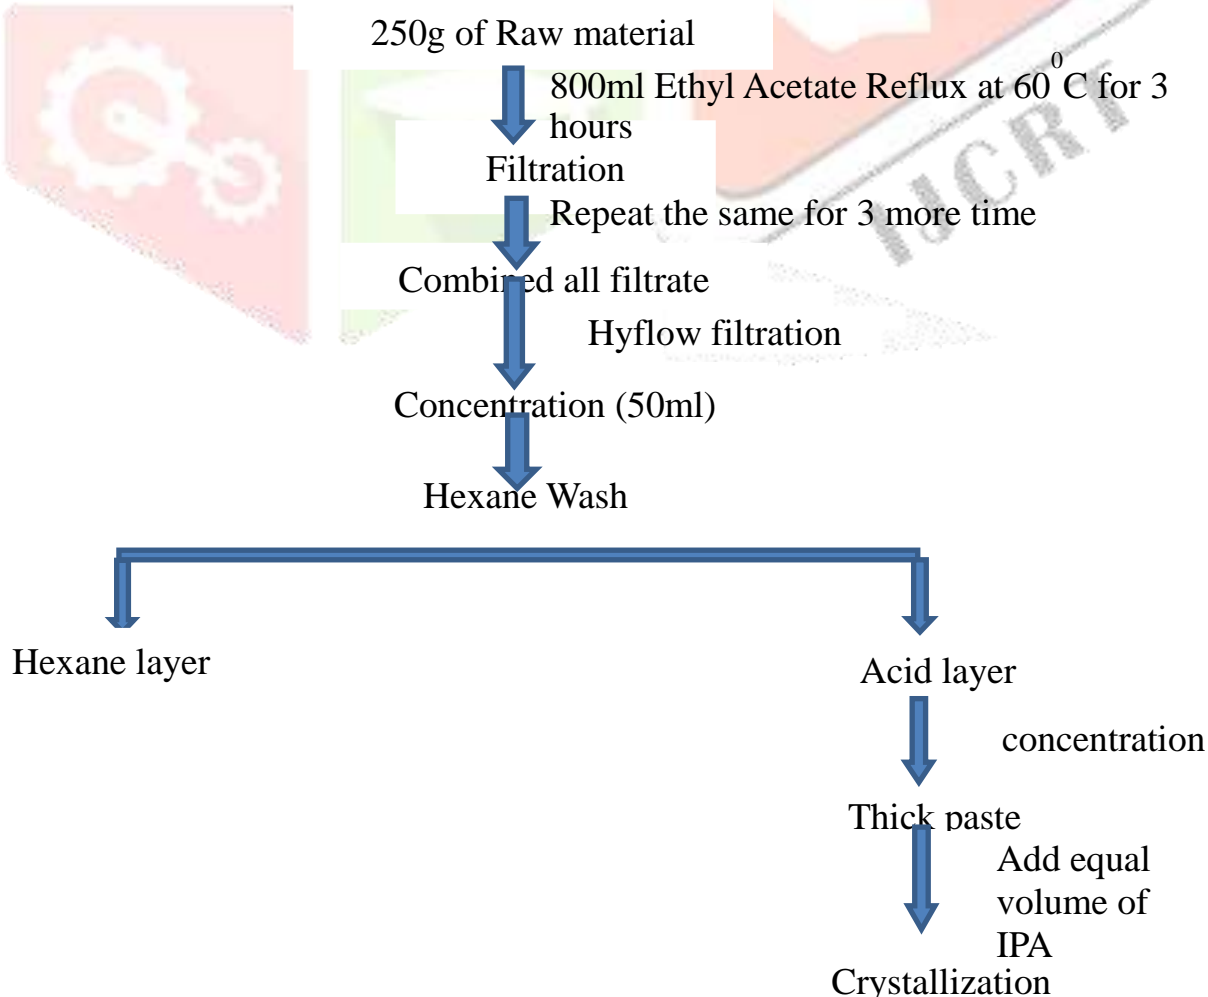 250g of Raw material
800ml Ethyl Acetate Reflux at 60⁰C for 3
hours
Filtration
Repeat the same for 3 more time
Combined all filtrate
Hyflow filtration
Concentration (50ml)
Hexane Wash
Hexane layer
Acid layer
concentration
Thick paste
Add equal
volume of
IPA
Crystallization
IJCRT